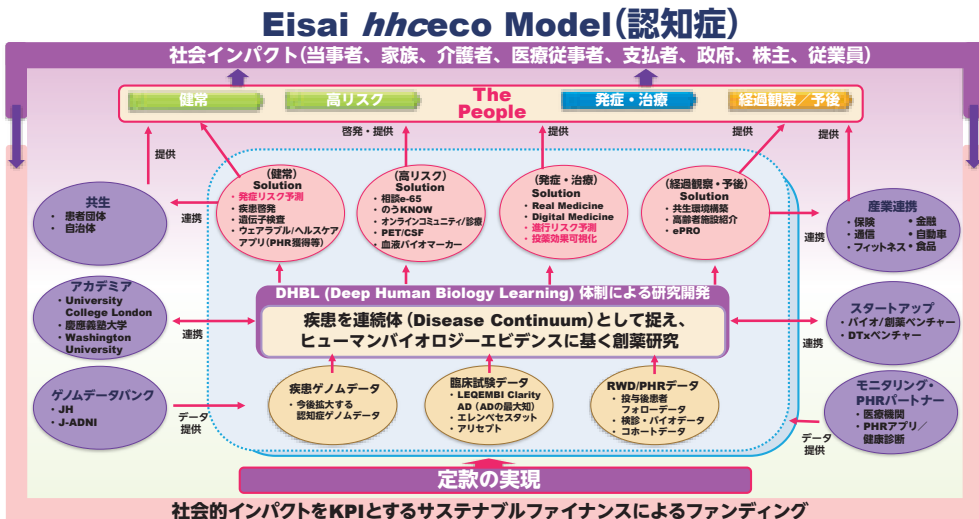 Eisai hhceco Model(認知症)
社会インパクト(当事者、家族、介護者、医療従事者、支払者、政府、株主、従業員)
健常
高リスク
The
People
発症・治療
経過観察/予後
提供
啓発・提供
提供
提供
提供
共生
・ 患者団体
・ 自治体
連携
(健常)
Solution
・ 発症リスク予測
・ 疾患啓発
・ 遺伝子検査
・ ウェアラブル/ヘルスケア
アプリ(PHR獲得等)
(高リスク)
Solution
・ 相談e-65
・ のうKNOW
・ オンラインコミュニティ/診療
・ PET/CSF
・ 血液バイオマーカー
(発症・治療)
Solution
・ Real Medicine
・ Digital Medicine
・ 進行リスク予測
・ 投薬効果可視化
(経過観察・予後)
Solution
・ 共生環境構築
・ 高齢者施設紹介
・ ePRO
連携
産業連携
・ 保険
・ 通信
・ フィットネス
・ 金融
・ 自動車
・ 食品
アカデミア
・ University
College London
・ 慶應義塾大学
・ Washington
University
連携
DHBL (Deep Human Biology Learning) 体制による研究開発
疾患を連続体(Disease Continuum)として捉え、
ヒューマンバイオロジーエビデンスに基く創薬研究
連携
スタートアップ
・ バイオ/創薬ベンチャー
・ DTxベンチャー
ゲノムデータバンク
・ JH
・ J-ADNI
データ
提供
疾患ゲノムデータ
・ 今後拡大する
認知症ゲノムデータ
臨床試験データ
・ LEQEMBI Clarity
AD (ADの最大知)
・ エレンベセスタット
・ アリセプト
RWD/PHRデータ
・ 投与後患者
フォローデータ
・ 検診・バイオデータ
・ コホートデータ
データ
提供
モニタリング・
PHRパートナー
・ 医療機関
・ PHRアプリ/
健康診断
定款の実現
社会的インパクトをKPIとするサステナブルファイナンスによるファンディング